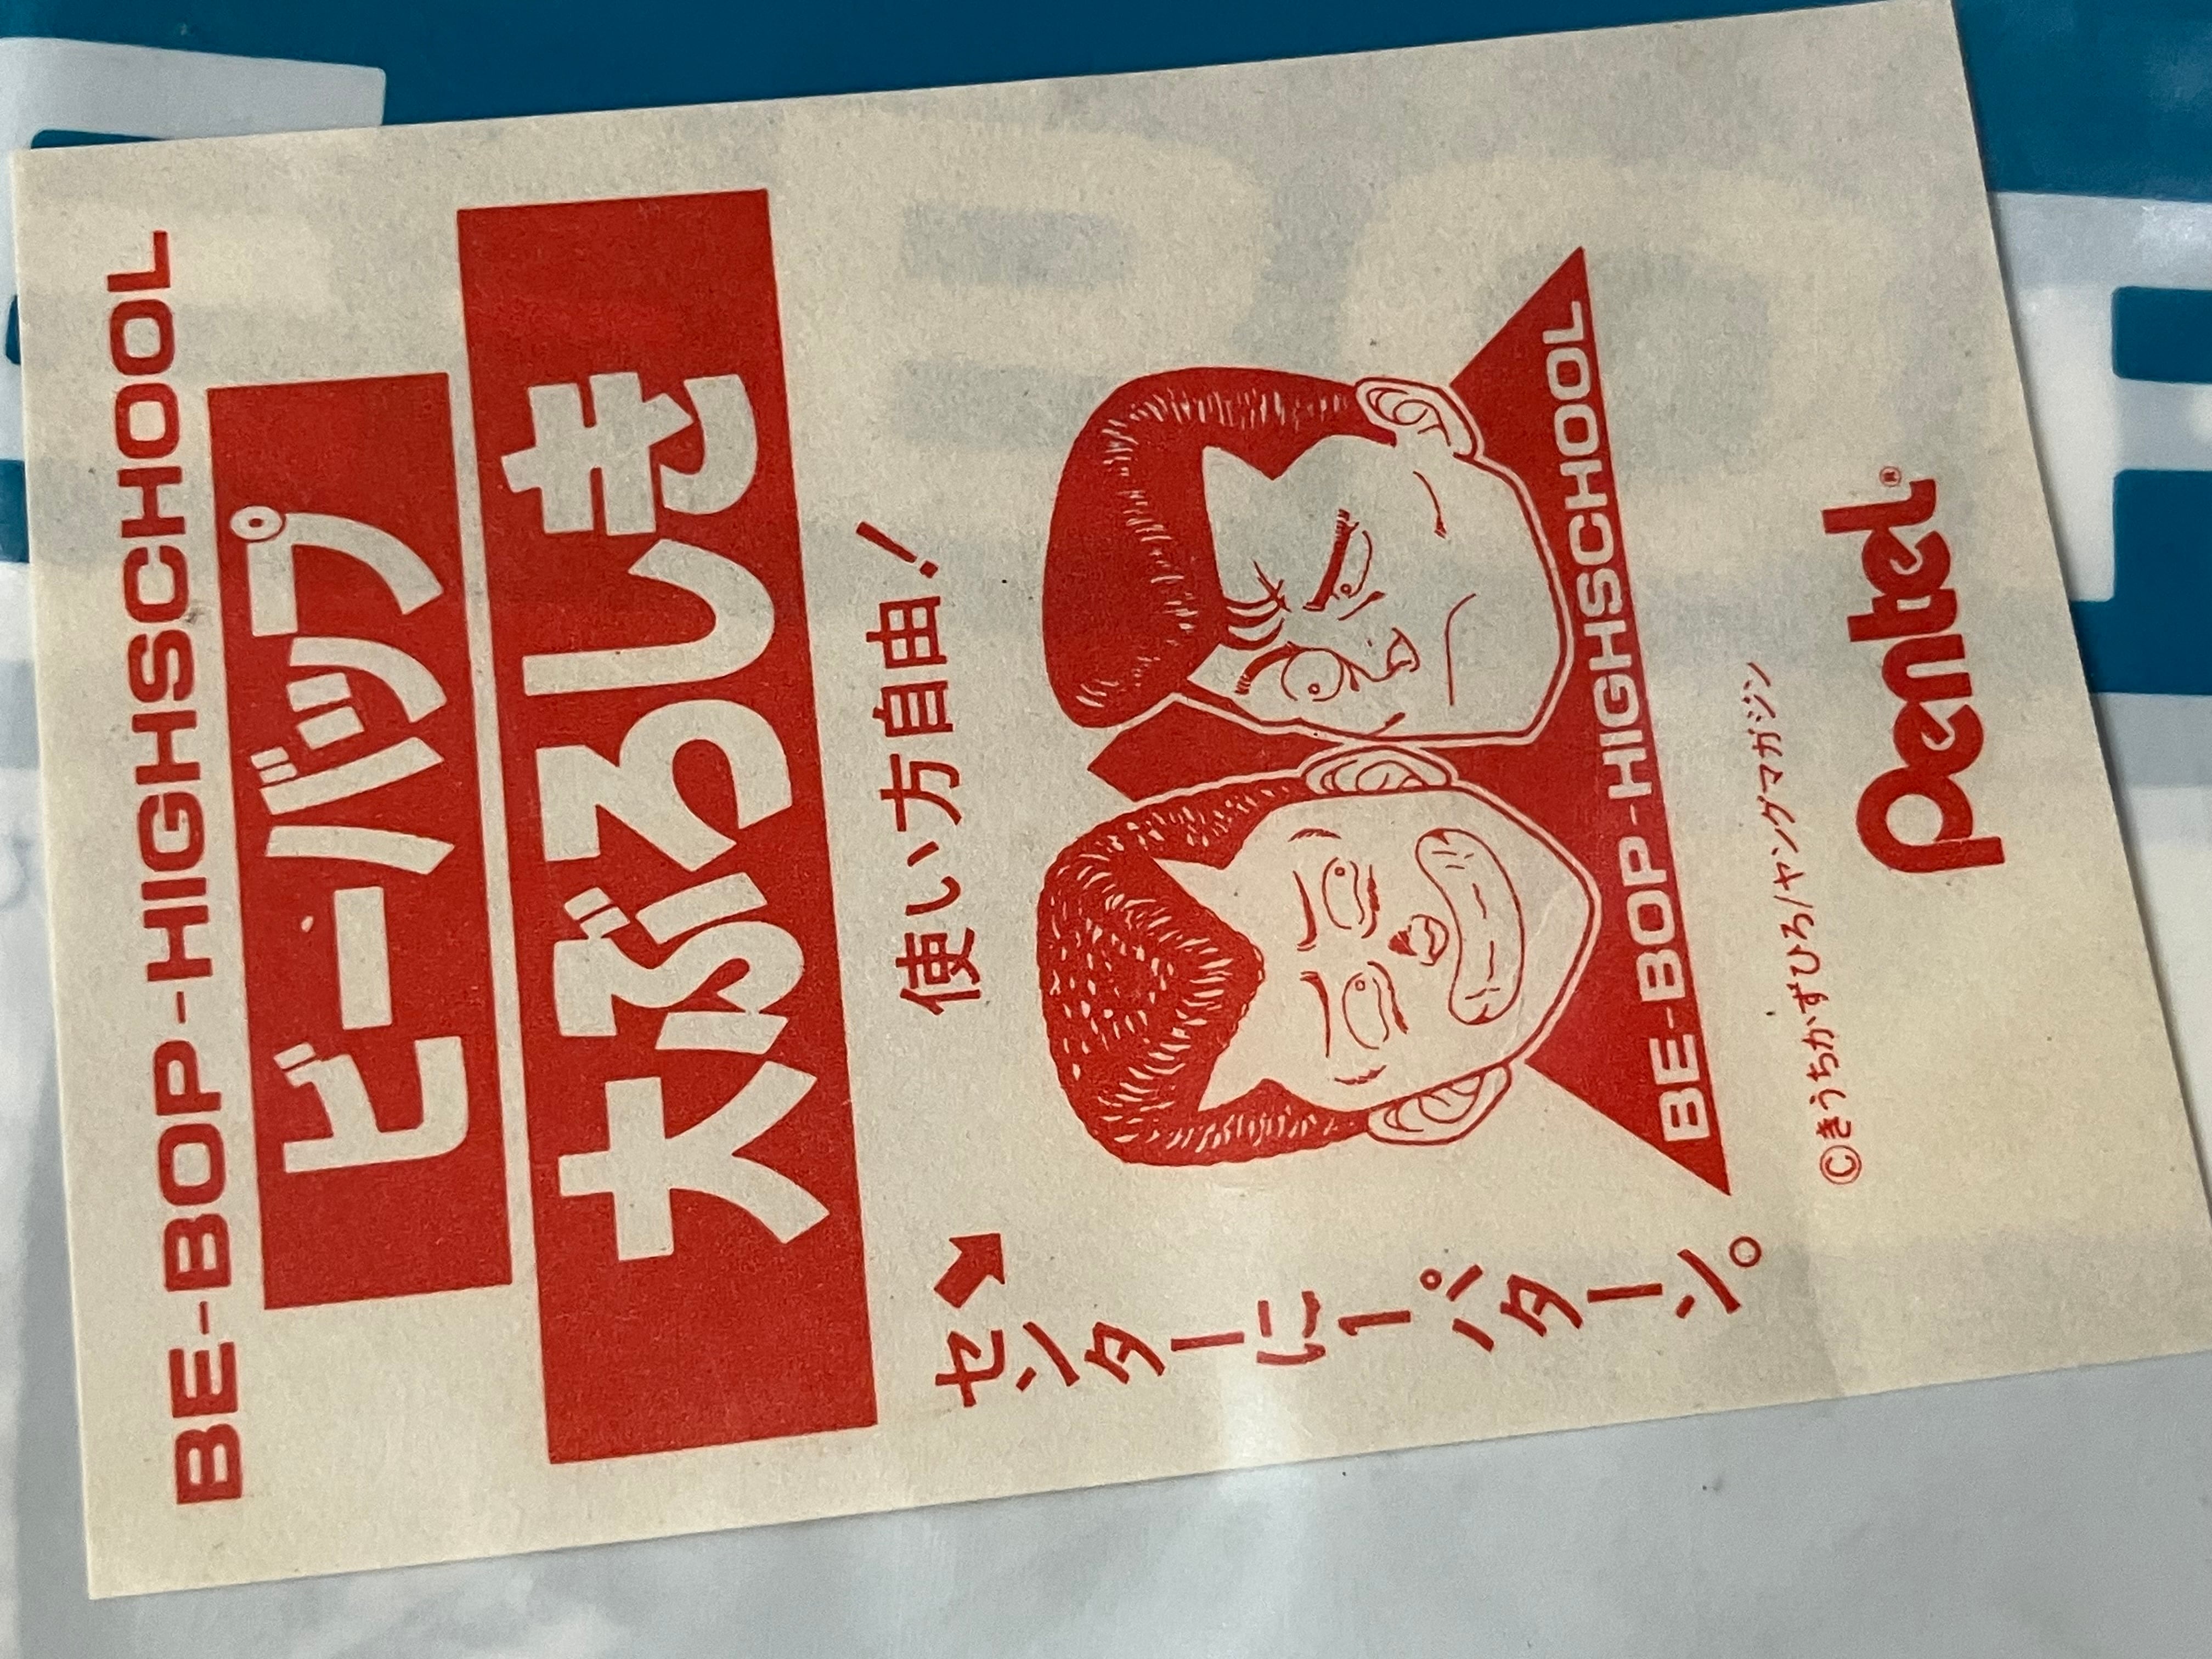 BE-BOP-HIGHSCHOOL
ビーバップ
大ぶろしき
使い方自由!
センターに1パターン。
BE-BOP-HIGHSCHOOL
©きうちかずひろ/ヤングマガジン
Pentel®